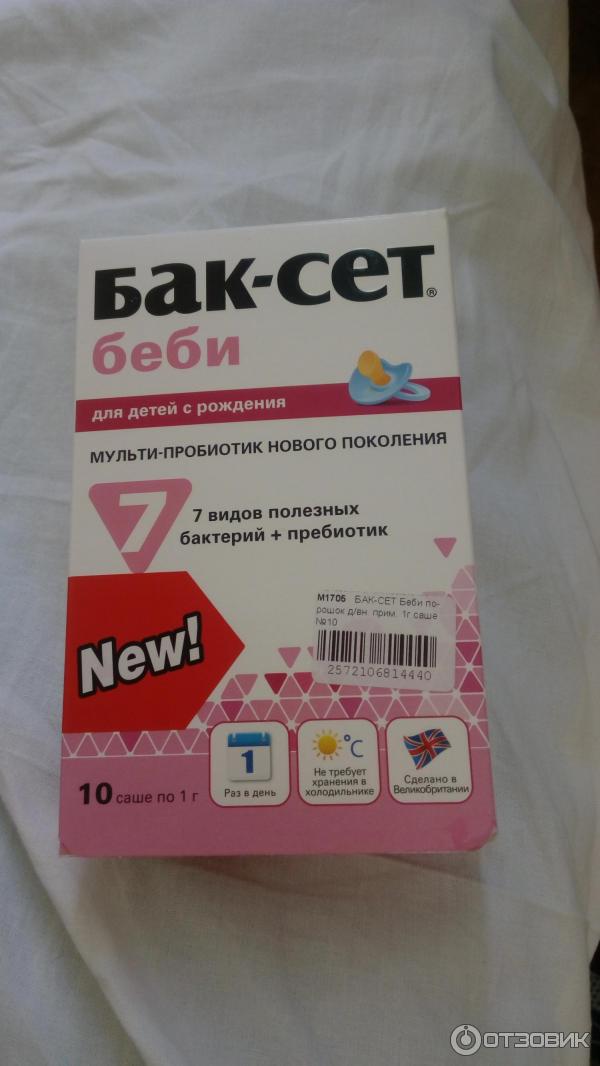 Бак-сет®
беби
для детей с рождения
МУЛЬТИ-ПРОБИОТИК НОВОГО ПОКОЛЕНИЯ
7
7 видов полезных
бактерий + пребиотик
M1706 БАК-СЕТ Беби по-
рошок д/вн. прим. 1г саше
№10
2572106814440
New!
10 саше по 1 г
1
Раз в день
°C
Не требует
хранения в
холодильнике
Сделано в
Великобритании
ОТЗОВИК